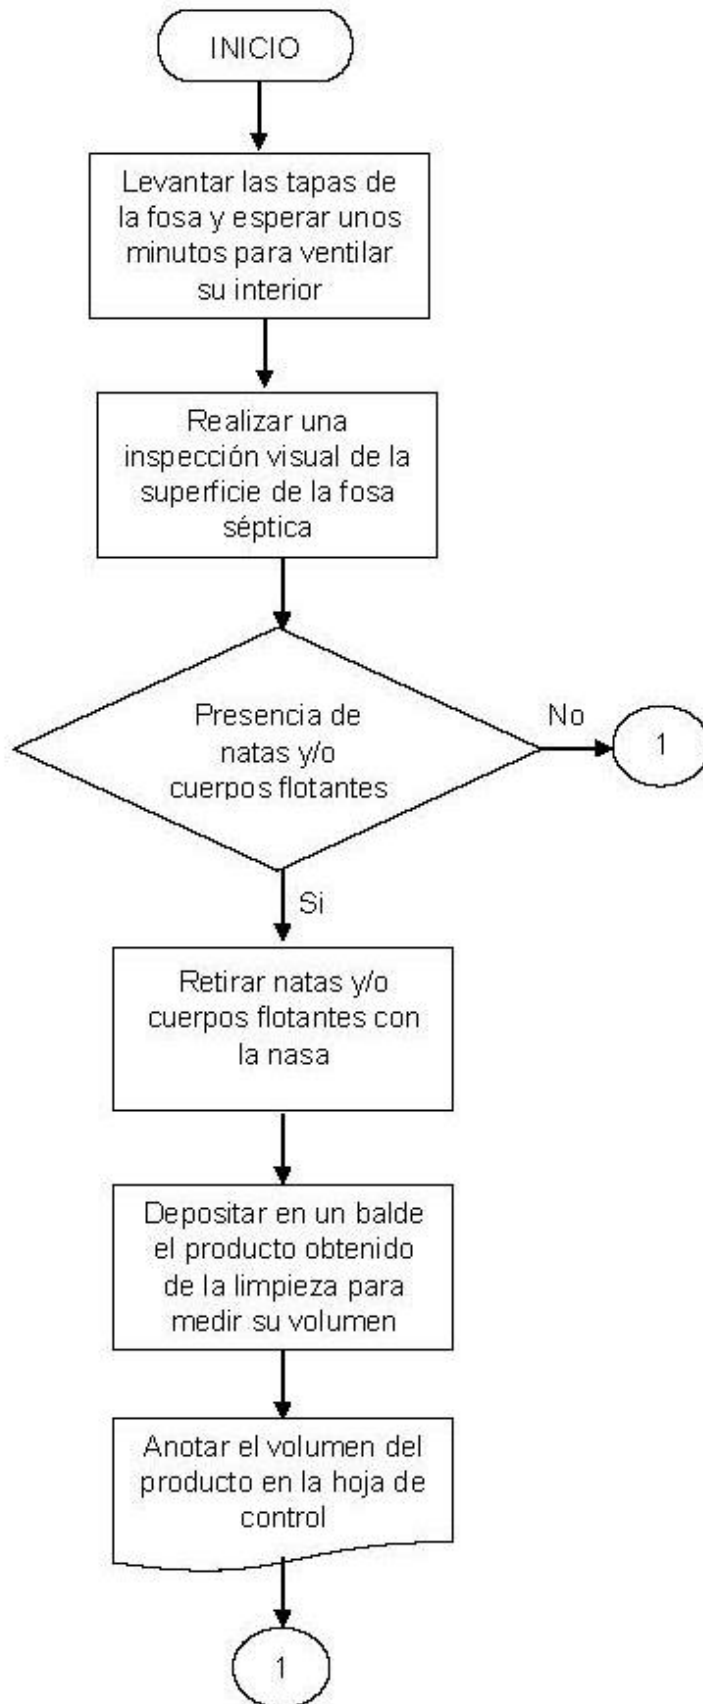 INICIO
Levantar las tapas de
la fosa y esperar unos
minutos para ventilar
su interior
Realizar una
inspección visual de la
superficie de la fosa
séptica
Presencia de
natas y/o
cuerpos flotantes
No
1
Si
Retirar natas y/o
cuerpos flotantes con
la nasa
Depositar en un balde
el producto obtenido
de la limpieza para
medir su volumen
Anotar el volumen del
producto en la hoja de
control
1